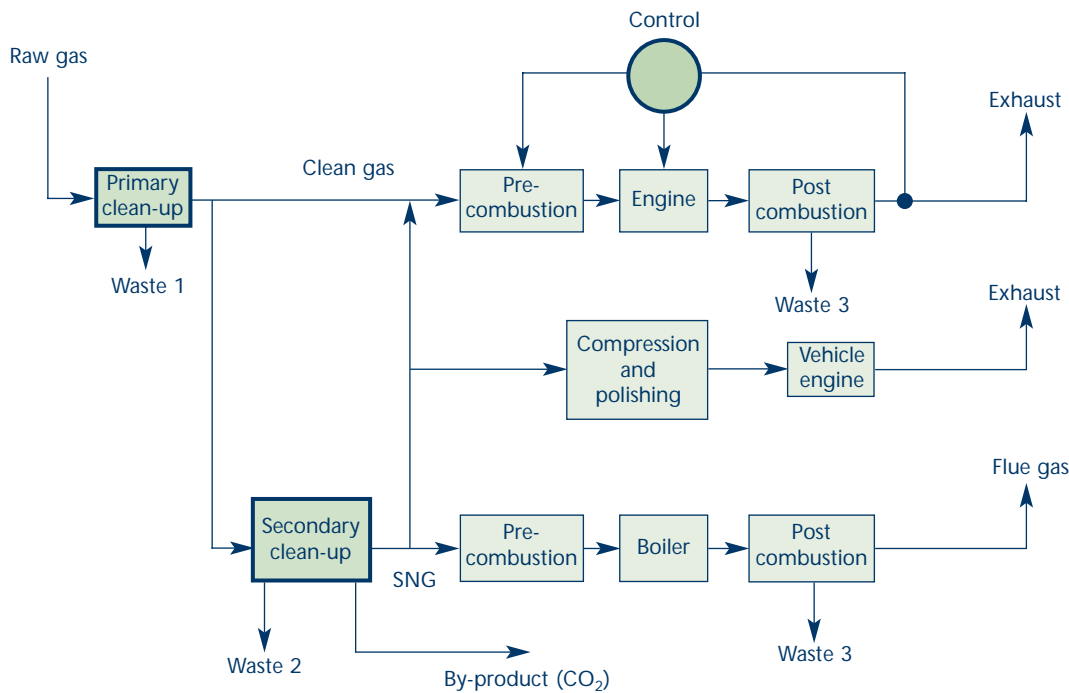 Control
Raw gas
Exhaust
Primary
clean-up
Clean gas
Pre-
combustion
Engine
Post
combustion
Waste 1
Waste 3
Exhaust
Compression
and
polishing
Vehicle
engine
Flue gas
Secondary
clean-up
SNG
Pre-
combustion
Boiler
Post
combustion
Waste 2
Waste 3
By-product (CO₂)